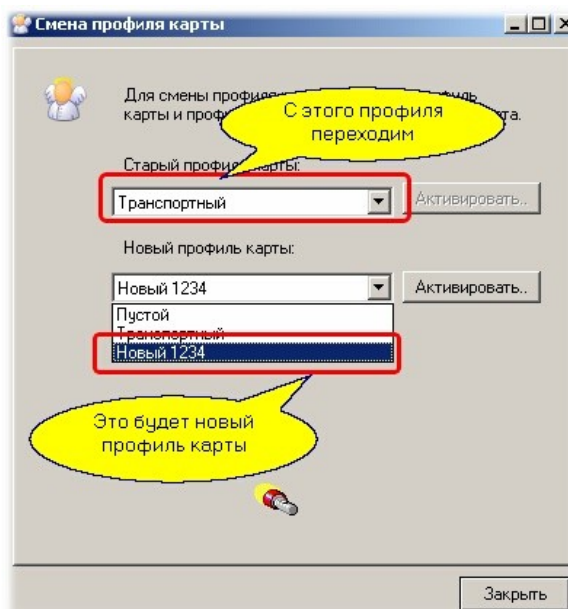 Смена профиля карты
Для смены
карты и
С этого профиля
переходим
Старый карты:
Транспортный
Активировать..
Новый профиль карты:
Новый 1234
Активировать..
Пустой
Транспортный
Новый 1234
Это будет новый
профиль карты
Закрыть